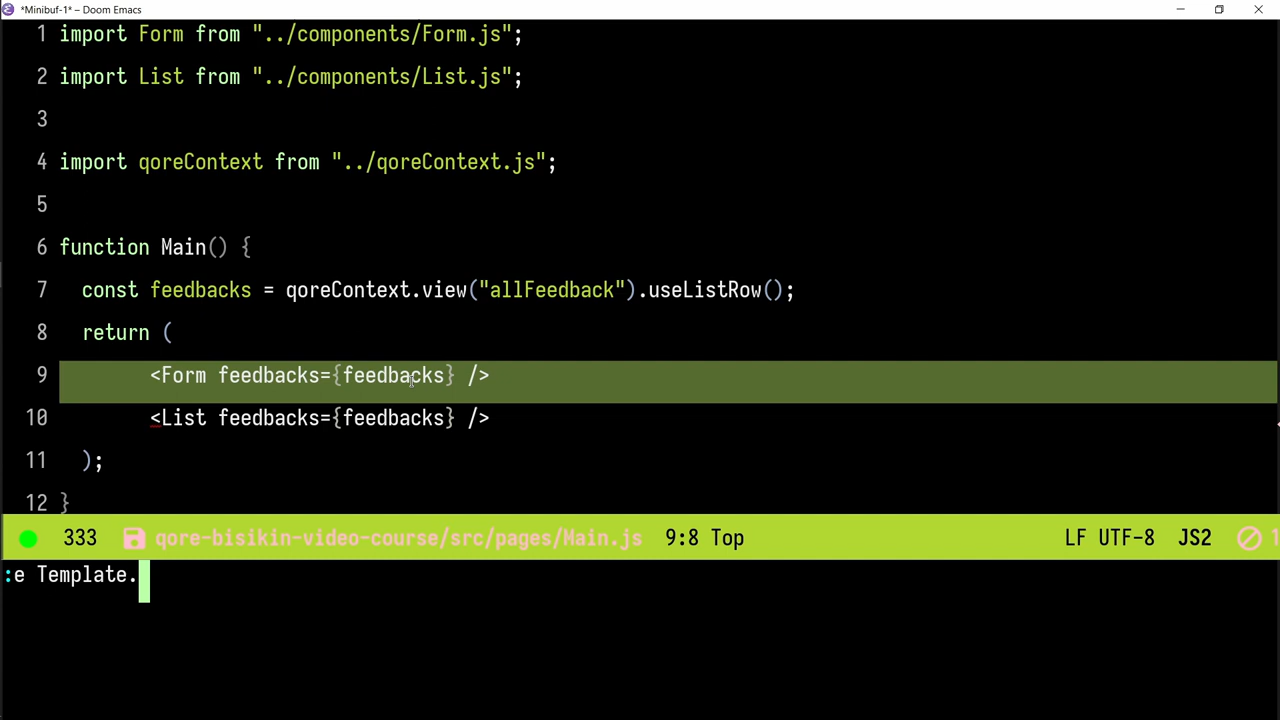 *Minibuf-1* – Doom Emacs
1 import Form from "../components/Form.js";
2 import List from "../components/List.js";
3
4 import qoreContext from "../qoreContext.js";
5
6 function Main() {
7   const feedbacks = qoreContext.view("allFeedback").useListRow();
8   return (
9         <Form feedbacks={feedbacks} />
10         <List feedbacks={feedbacks} />
11   );
12 }
333 qore-bisikin-video-course/src/pages/Main.js 9:8 Top LF UTF-8 JS2 1
:e Template.